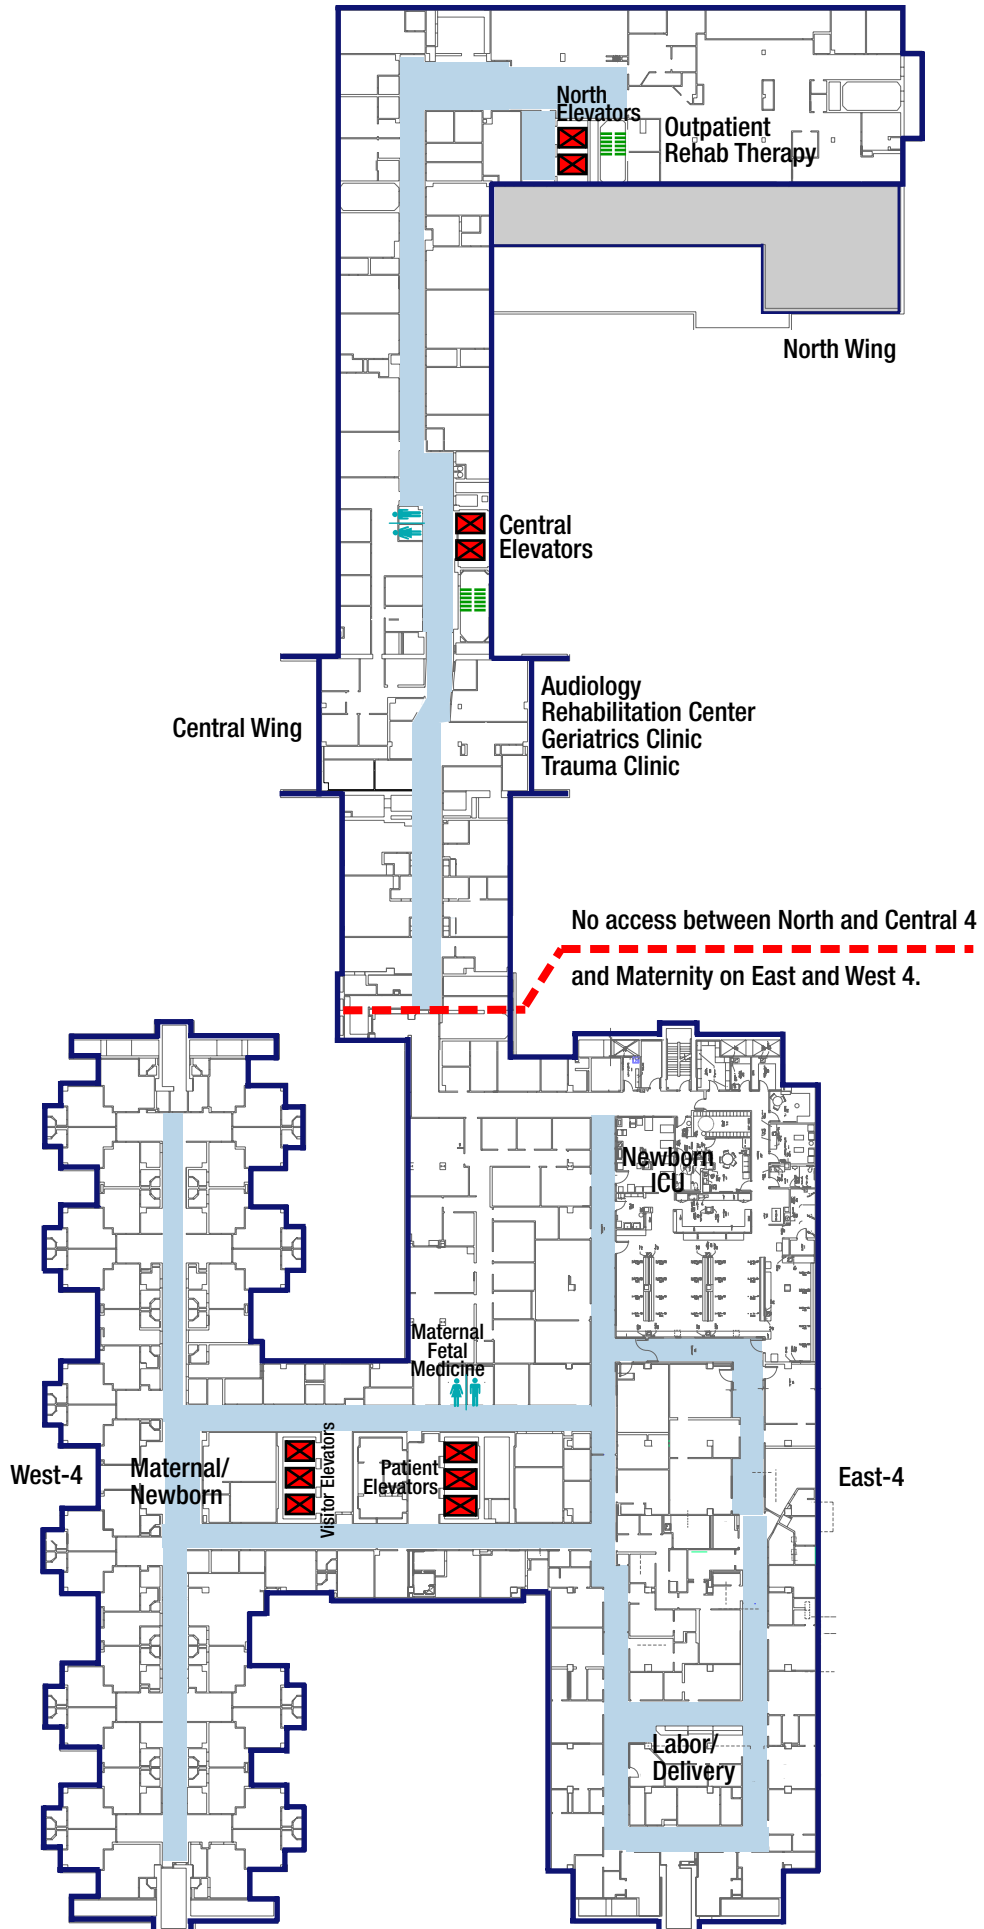 North
Elevators
Outpatient
Rehab Therapy
North Wing
Central
Elevators
Central Wing
Audiology
Rehabilitation Center
Geriatrics Clinic
Trauma Clinic
No access between North and Central 4
and Maternity on East and West 4.
Newborn
ICU
Maternal
Fetal
Medicine
West-4
Maternal/
Newborn
Visitor Elevators
Patient
Elevators
East-4
Labor/
Delivery